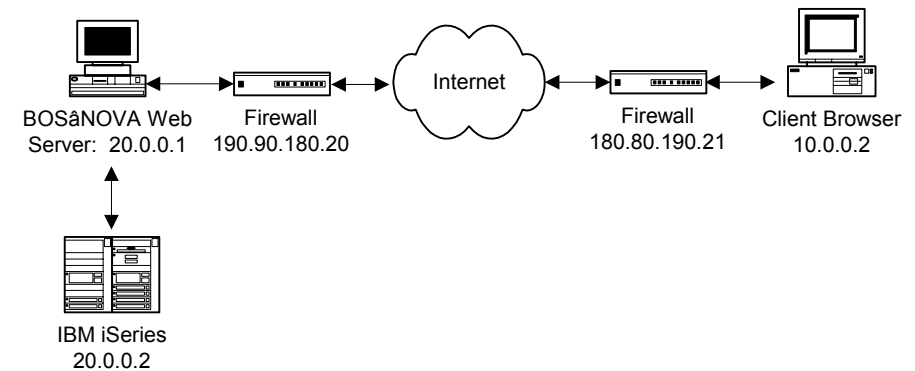 Internet
BOSâNOVA Web
Server: 20.0.0.1
Firewall
190.90.180.20
Firewall
180.80.190.21
Client Browser
10.0.0.2
IBM iSeries
20.0.0.2